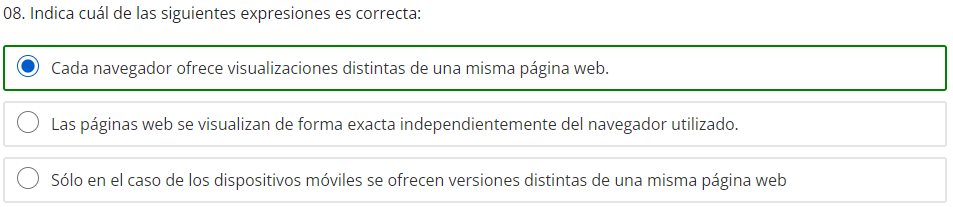 08. Indica cuál de las siguientes expresiones es correcta:
Cada navegador ofrece visualizaciones distintas de una misma página web.
Las páginas web se visualizan de forma exacta independientemente del navegador utilizado.
Sólo en el caso de los dispositivos móviles se ofrecen versiones distintas de una misma página web